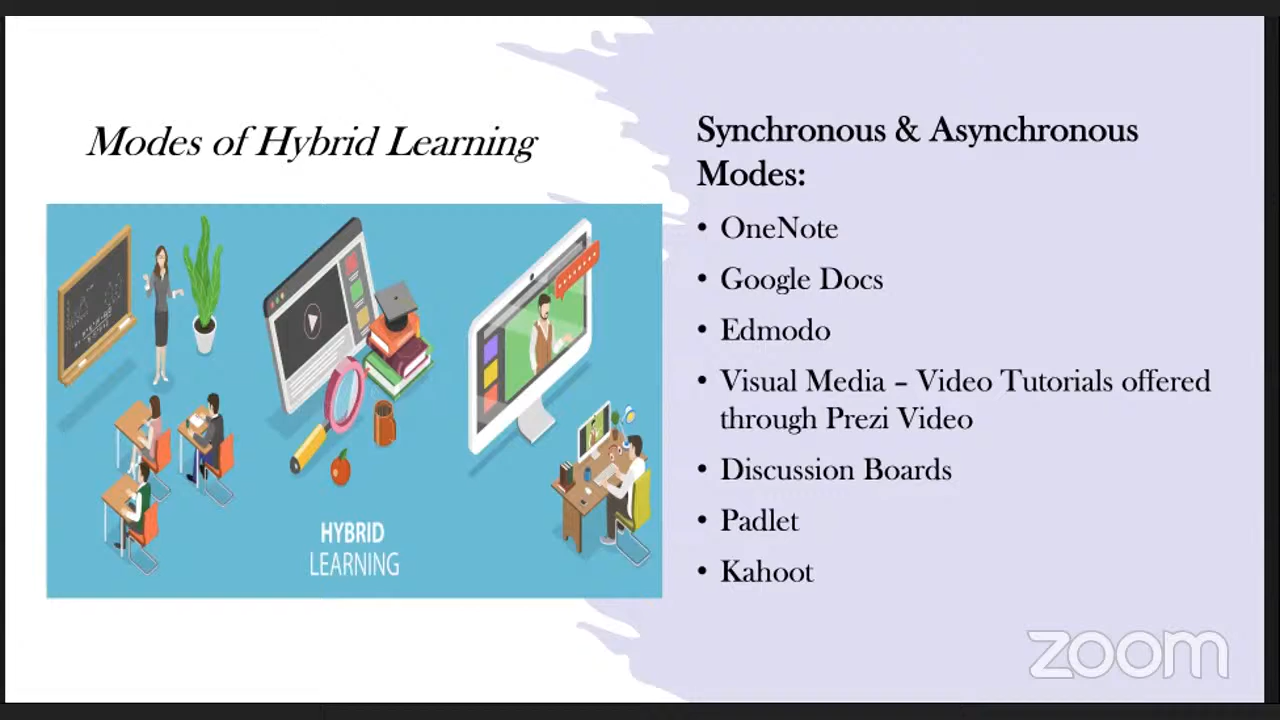 Modes of Hybrid Learning
HYBRID
LEARNING
Synchronous & Asynchronous
Modes:
• OneNote
• Google Docs
• Edmodo
• Visual Media – Video Tutorials offered
through Prezi Video
• Discussion Boards
• Padlet
• Kahoot
zoom